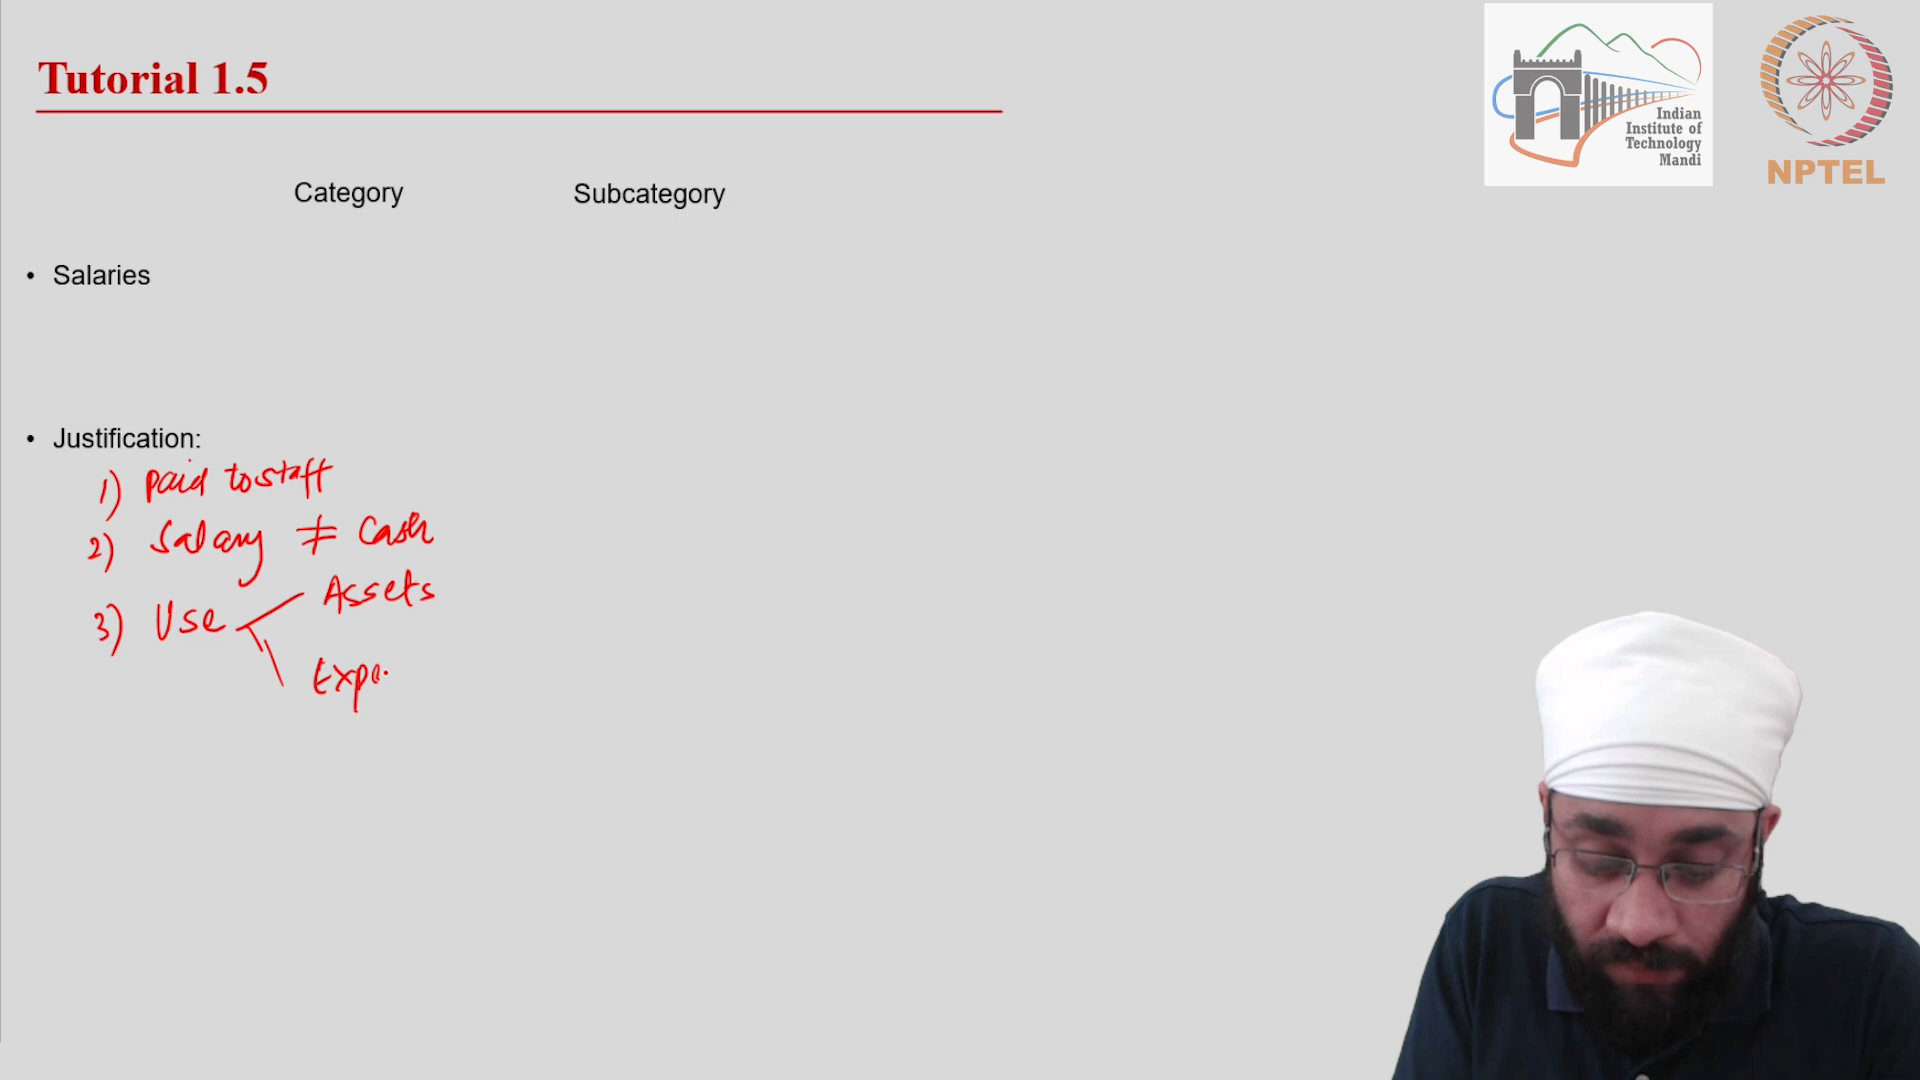 Tutorial 1.5
Indian
Institute of
Technology
Mandi
NPTEL
Category Subcategory
• Salaries
• Justification:
1) Paid to staff
2) Salary ≠ Cash
3) Use Assets
Expe